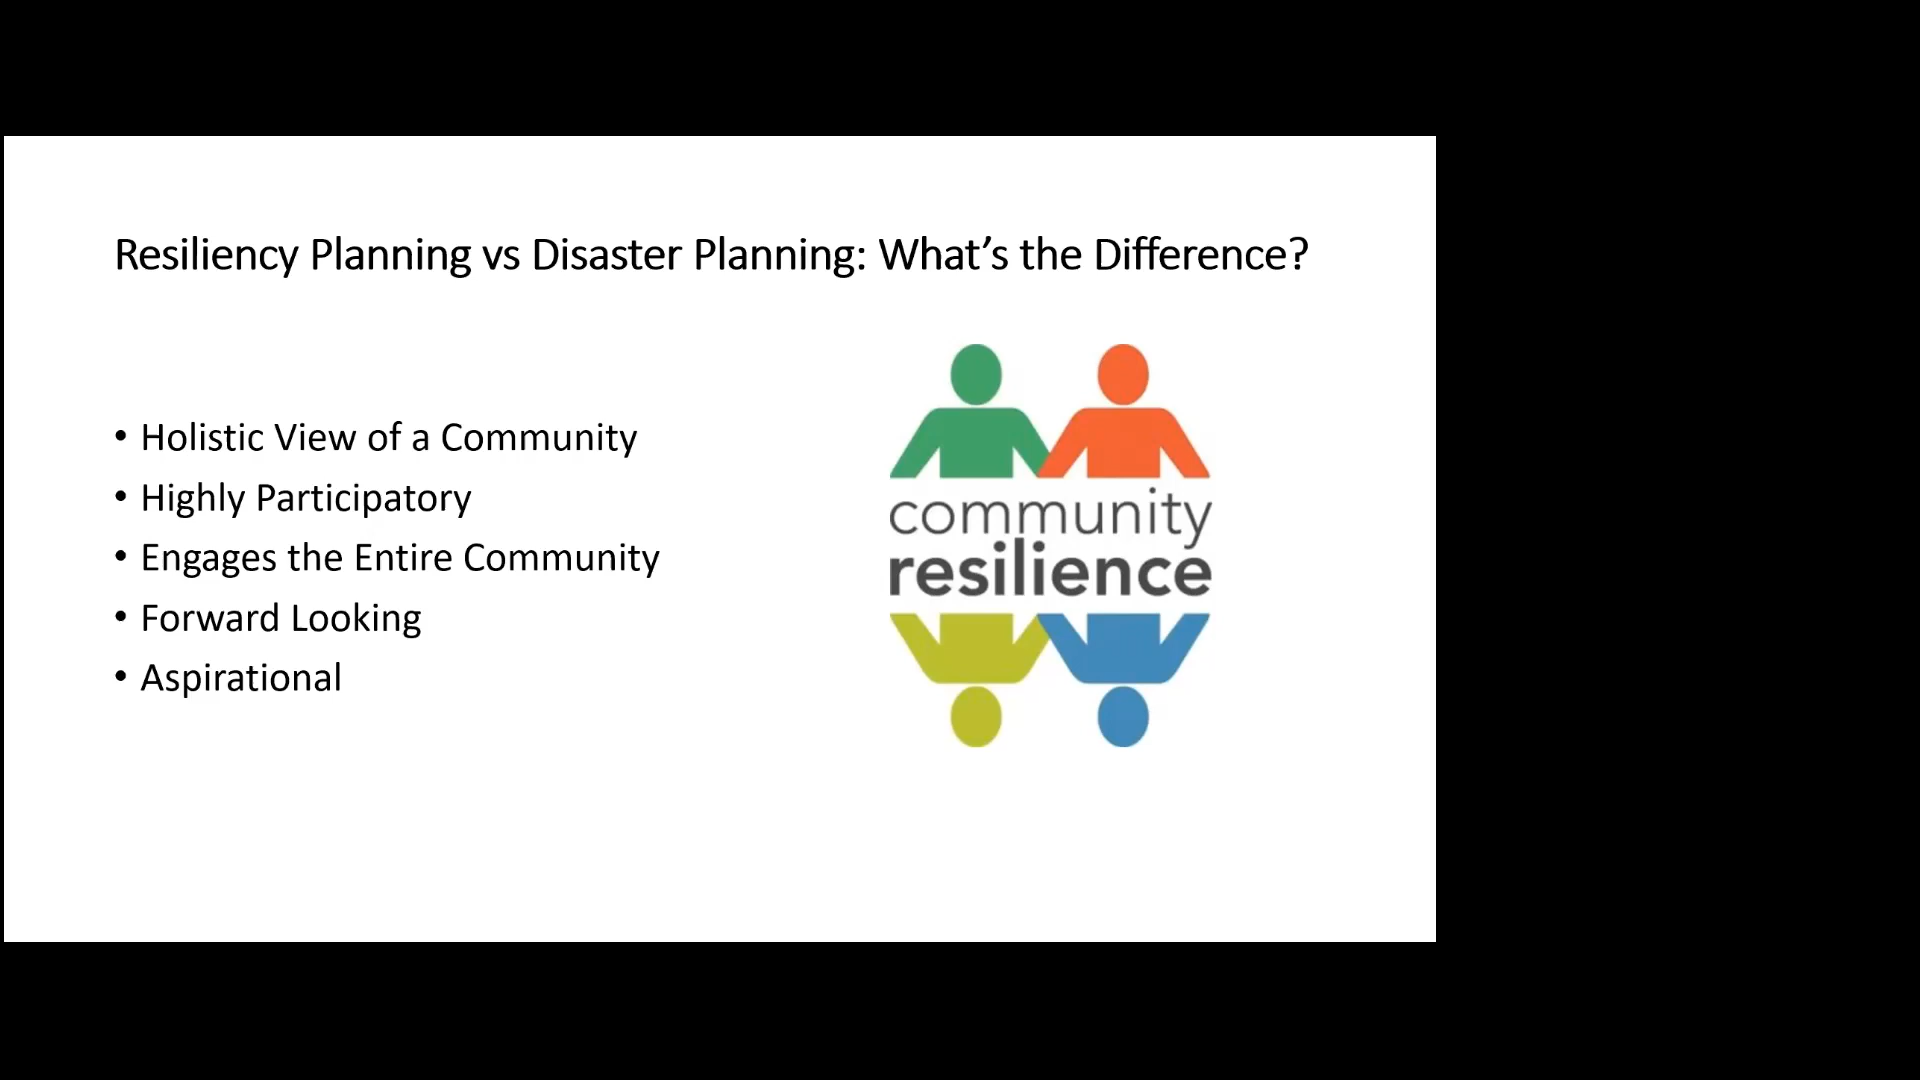 Resiliency Planning vs Disaster Planning: What’s the Difference?
• Holistic View of a Community
• Highly Participatory
• Engages the Entire Community
• Forward Looking
• Aspirational
community
resilience